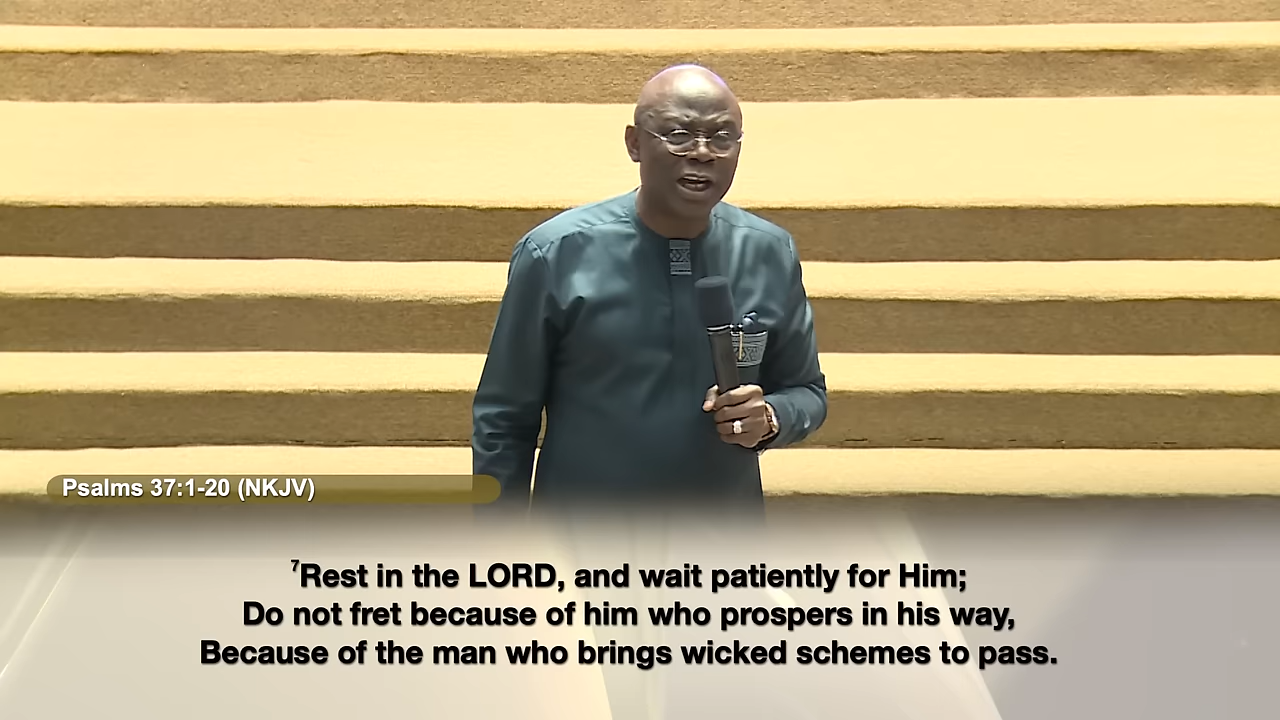 Psalms 37:1-20 (NKJV)
7Rest in the LORD, and wait patiently for Him;
Do not fret because of him who prospers in his way,
Because of the man who brings wicked schemes to pass.